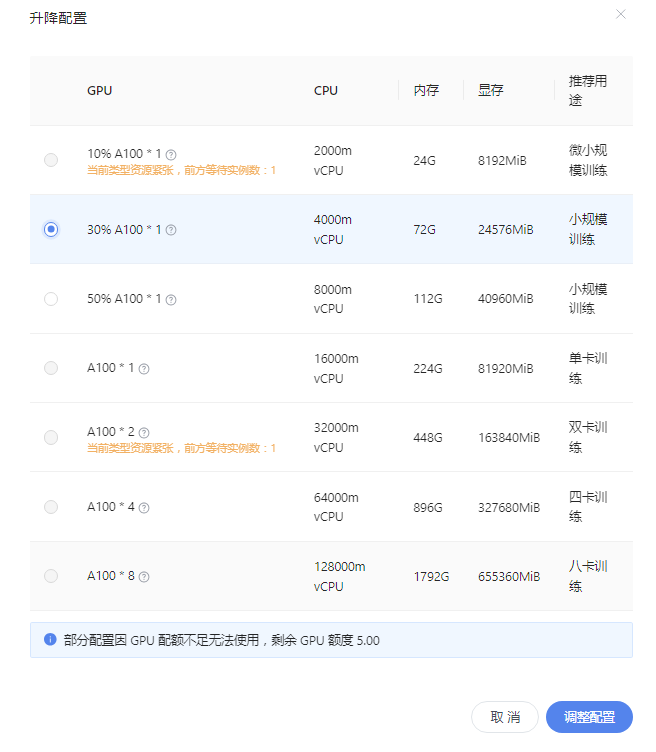 升降配置
GPU CPU 内存 显存 推荐用
途
10% A100 * 1 2000m
vCPU 24G 8192MiB 微小规
模训练
当前类型资源紧张，前方等待实例数：1
30% A100 * 1 4000m
vCPU 72G 24576MiB 小规模
训练
50% A100 * 1 8000m
vCPU 112G 40960MiB 小规模
训练
A100 * 1 16000m
vCPU 224G 81920MiB 单卡训
练
A100 * 2 32000m
vCPU 448G 163840MiB 双卡训
练
当前类型资源紧张，前方等待实例数：1
A100 * 4 64000m
vCPU 896G 327680MiB 四卡训
练
A100 * 8 128000m
vCPU 1792G 655360MiB 八卡训
练
部分配置因 GPU 配额不足无法使用，剩余 GPU 额度 5.00
取 消 调整配置